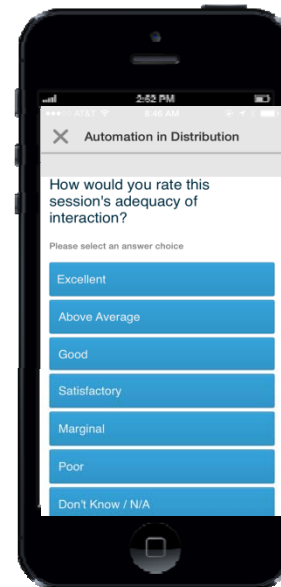 2:52 PM
AT&T 8:46 AM
Automation in Distribution
How would you rate this
session's adequacy of
interaction?
Please select an answer choice
Excellent
Above Average
Good
Satisfactory
Marginal
Poor
Don't Know / N/A